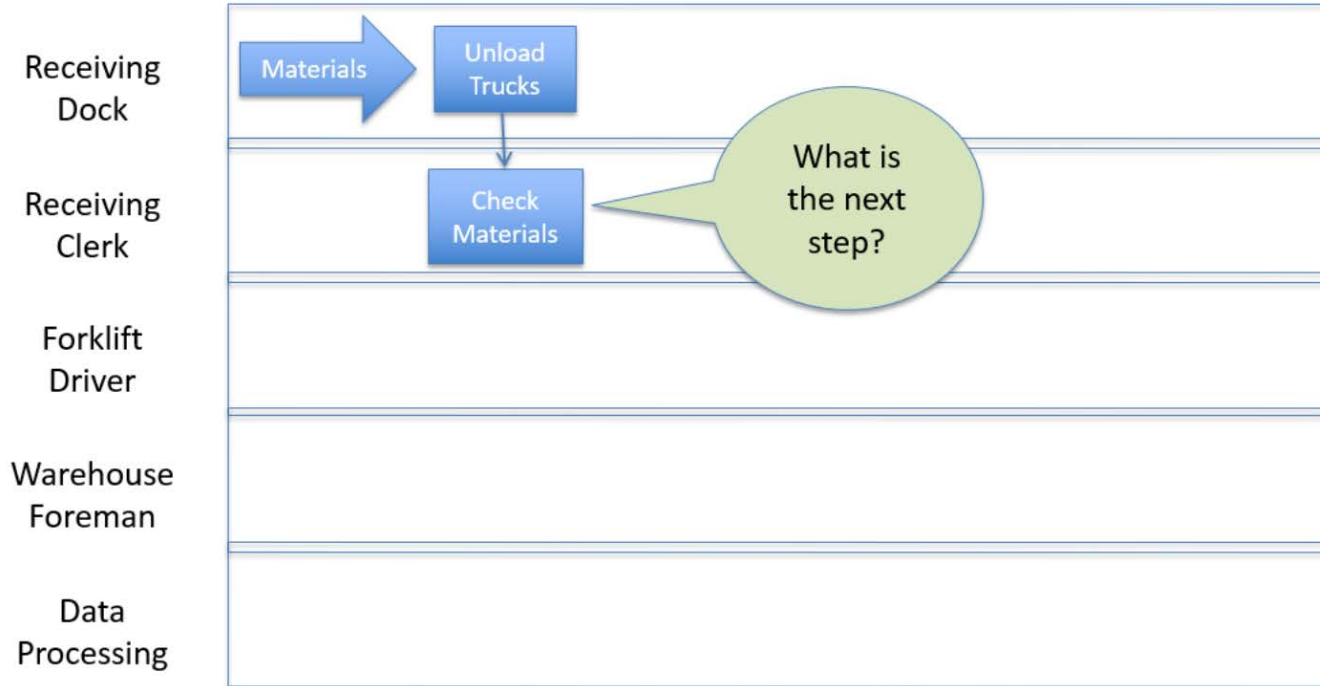 Receiving
Dock
Materials
Unload
Trucks
Receiving
Clerk
Check
Materials
What is
the next
step?
Forklift
Driver
Warehouse
Foreman
Data
Processing